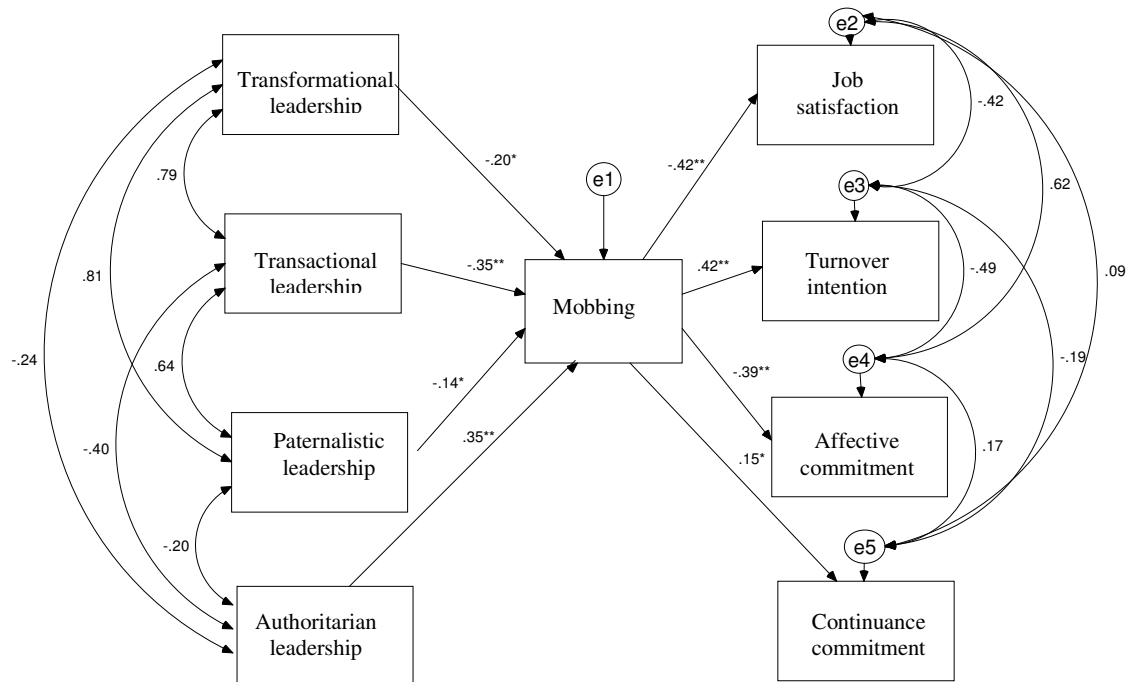 e2
Transformational
leadership
Job
satisfaction
-.42
-.20*
e1
-.42**
.79
e3
.62
Transactional
leadership
-.35**
.42**
Turnover
intention
-.49
.09
.81
Mobbing
-.24
.64
-.14*
-.39**
e4
-.19
.35**
Paternalistic
leadership
-.40
.15*
Affective
commitment
.17
-.20
e5
Authoritarian
leadership
Continuance
commitment